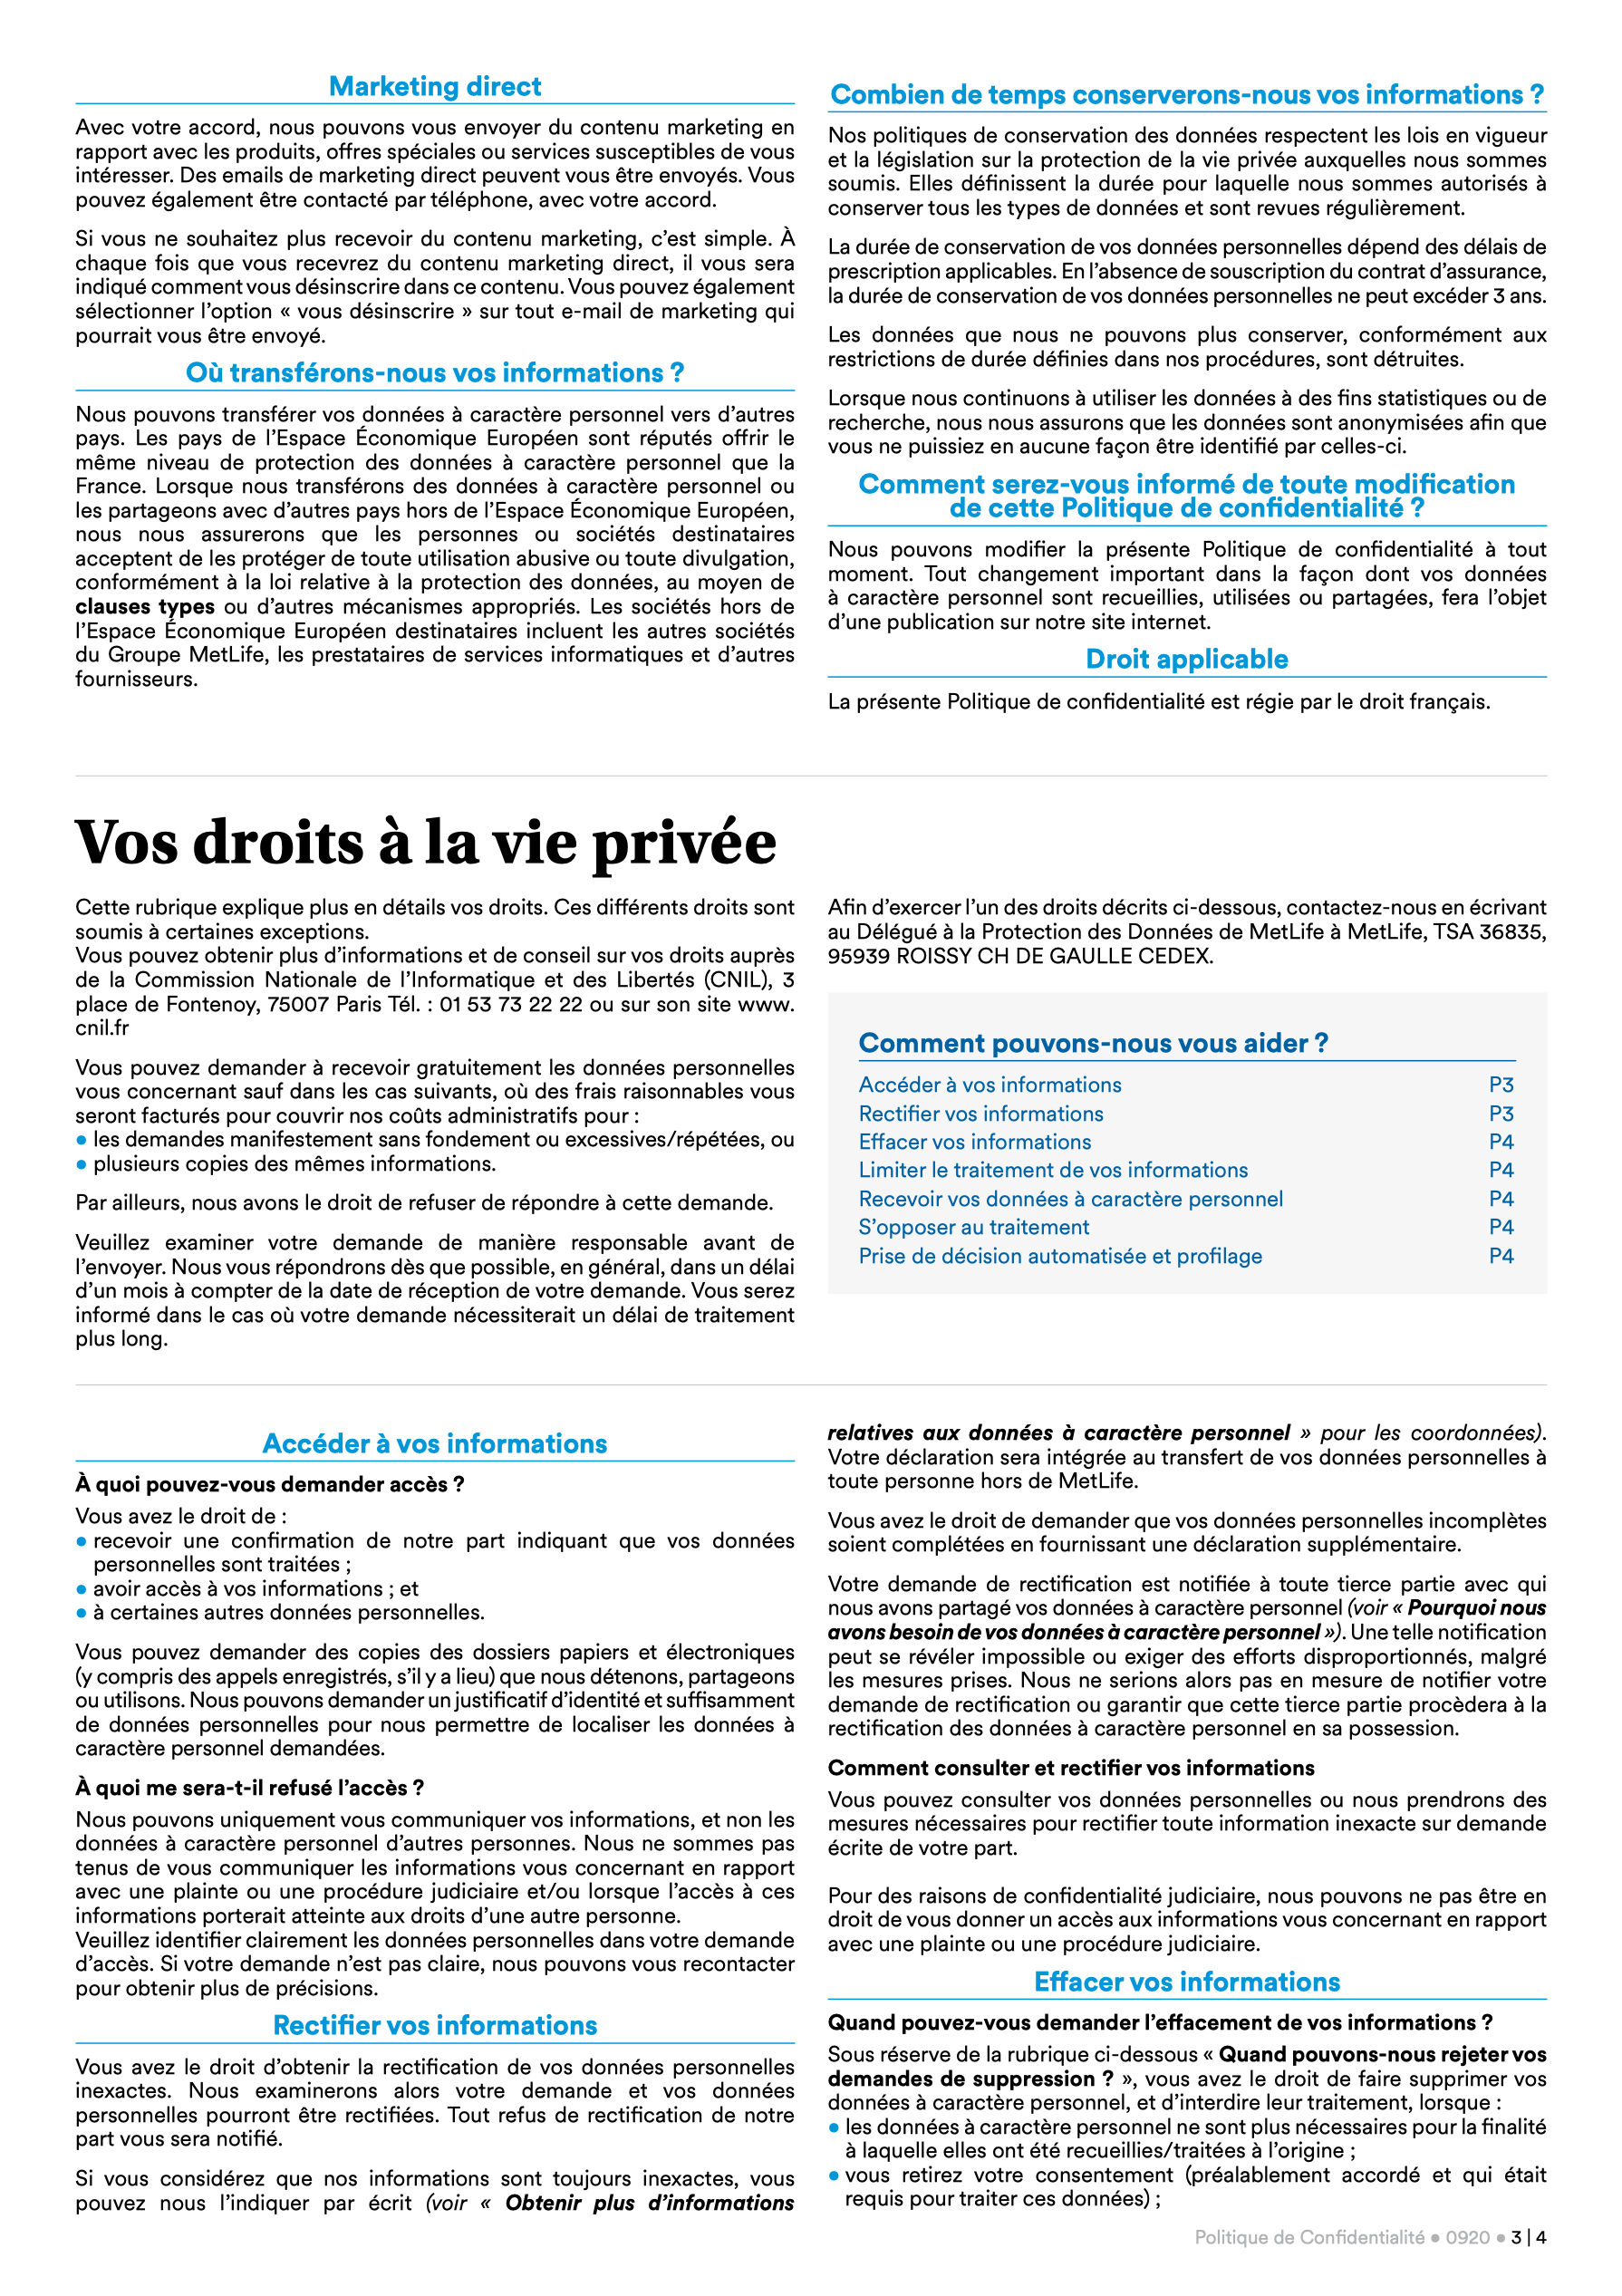 Marketing direct
Avec votre accord, nous pouvons vous envoyer du contenu marketing en
rapport avec les produits, offres spéciales ou services susceptibles de vous
intéresser. Des emails de marketing direct peuvent vous être envoyés. Vous
pouvez également être contacté par téléphone, avec votre accord.
Si vous ne souhaitez plus recevoir du contenu marketing, c’est simple. À
chaque fois que vous recevrez du contenu marketing direct, il vous sera
indiqué comment vous désinscrire dans ce contenu. Vous pouvez également
sélectionner l’option « vous désinscrire » sur tout e-mail de marketing qui
pourrait vous être envoyé.
Où transférons-nous vos informations ?
Nous pouvons transférer vos données à caractère personnel vers d’autres
pays. Les pays de l’Espace Économique Européen sont réputés offrir le
même niveau de protection des données à caractère personnel que la
France. Lorsque nous transférons des données à caractère personnel ou
les partageons avec d’autres pays hors de l’Espace Économique Européen,
nous nous assurerons que les personnes ou sociétés destinataires
acceptent de les protéger de toute utilisation abusive ou toute divulgation,
conformément à la loi relative à la protection des données, au moyen de
clauses types ou d’autres mécanismes appropriés. Les sociétés hors de
l’Espace Économique Européen destinataires incluent les autres sociétés
du Groupe MetLife, les prestataires de services informatiques et d’autres
fournisseurs.
Combien de temps conserverons-nous vos informations ?
Nos politiques de conservation des données respectent les lois en vigueur
et la législation sur la protection de la vie privée auxquelles nous sommes
soumis. Elles définissent la durée pour laquelle nous sommes autorisés à
conserver tous les types de données et sont revues régulièrement.
La durée de conservation de vos données personnelles dépend des délais de
prescription applicables. En l’absence de souscription du contrat d’assurance,
la durée de conservation de vos données personnelles ne peut excéder 3 ans.
Les données que nous ne pouvons plus conserver, conformément aux
restrictions de durée définies dans nos procédures, sont détruites.
Lorsque nous continuons à utiliser les données à des fins statistiques ou de
recherche, nous nous assurons que les données sont anonymisées afin que
vous ne puissiez en aucune façon être identifié par celles-ci.
Comment serez-vous informé de toute modification
de cette Politique de confidentialité ?
Nous pouvons modifier la présente Politique de confidentialité à tout
moment. Tout changement important dans la façon dont vos données
à caractère personnel sont recueillies, utilisées ou partagées, fera l’objet
d’une publication sur notre site internet.
Droit applicable
La présente Politique de confidentialité est régie par le droit français.
Vos droits à la vie privée
Cette rubrique explique plus en détails vos droits. Ces différents droits sont
soumis à certaines exceptions.
Vous pouvez obtenir plus d’informations et de conseil sur vos droits auprès
de la Commission Nationale de l’Informatique et des Libertés (CNIL), 3
place de Fontenoy, 75007 Paris Tél. : 01 53 73 22 22 ou sur son site www.
cnil.fr
Vous pouvez demander à recevoir gratuitement les données personnelles
vous concernant sauf dans les cas suivants, où des frais raisonnables vous
seront facturés pour couvrir nos coûts administratifs pour :
● les demandes manifestement sans fondement ou excessives/répétées, ou
● plusieurs copies des mêmes informations.
Par ailleurs, nous avons le droit de refuser de répondre à cette demande.
Veuillez examiner votre demande de manière responsable avant de
l’envoyer. Nous vous répondrons dès que possible, en général, dans un délai
d’un mois à compter de la date de réception de votre demande. Vous serez
informé dans le cas où votre demande nécessiterait un délai de traitement
plus long.
Afin d’exercer l’un des droits décrits ci-dessous, contactez-nous en écrivant
au Délégué à la Protection des Données de MetLife à MetLife, TSA 36835,
95939 ROISSY CH DE GAULLE CEDEX.
Comment pouvons-nous vous aider ?
Accéder à vos informations P3
Rectifier vos informations P3
Effacer vos informations P4
Limiter le traitement de vos informations P4
Recevoir vos données à caractère personnel P4
S’opposer au traitement P4
Prise de décision automatisée et profilage P4
Accéder à vos informations
À quoi pouvez-vous demander accès ?
Vous avez le droit de :
● recevoir une confirmation de notre part indiquant que vos données
personnelles sont traitées ;
● avoir accès à vos informations ; et
● à certaines autres données personnelles.
Vous pouvez demander des copies des dossiers papiers et électroniques
(y compris des appels enregistrés, s’il y a lieu) que nous détenons, partageons
ou utilisons. Nous pouvons demander un justificatif d’identité et suffisamment
de données personnelles pour nous permettre de localiser les données à
caractère personnel demandées.
À quoi me sera-t-il refusé l’accès ?
Nous pouvons uniquement vous communiquer vos informations, et non les
données à caractère personnel d’autres personnes. Nous ne sommes pas
tenus de vous communiquer les informations vous concernant en rapport
avec une plainte ou une procédure judiciaire et/ou lorsque l’accès à ces
informations porterait atteinte aux droits d’une autre personne.
Veuillez identifier clairement les données personnelles dans votre demande
d’accès. Si votre demande n’est pas claire, nous pouvons vous recontacter
pour obtenir plus de précisions.
Rectifier vos informations
Vous avez le droit d’obtenir la rectification de vos données personnelles
inexactes. Nous examinerons alors votre demande et vos données
personnelles pourront être rectifiées. Tout refus de rectification de notre
part vous sera notifié.
Si vous considérez que nos informations sont toujours inexactes, vous
pouvez nous l’indiquer par écrit (voir « Obtenir plus d’informations
relatives aux données à caractère personnel » pour les coordonnées).
Votre déclaration sera intégrée au transfert de vos données personnelles à
toute personne hors de MetLife.
Vous avez le droit de demander que vos données personnelles incomplètes
soient complétées en fournissant une déclaration supplémentaire.
Votre demande de rectification est notifiée à toute tierce partie avec qui
nous avons partagé vos données à caractère personnel (voir « Pourquoi nous
avons besoin de vos données à caractère personnel »). Une telle notification
peut se révéler impossible ou exiger des efforts disproportionnés, malgré
les mesures prises. Nous ne serions alors pas en mesure de notifier votre
demande de rectification ou garantir que cette tierce partie procèdera à la
rectification des données à caractère personnel en sa possession.
Comment consulter et rectifier vos informations
Vous pouvez consulter vos données personnelles ou nous prendrons des
mesures nécessaires pour rectifier toute information inexacte sur demande
écrite de votre part.
Pour des raisons de confidentialité judiciaire, nous pouvons ne pas être en
droit de vous donner un accès aux informations vous concernant en rapport
avec une plainte ou une procédure judiciaire.
Effacer vos informations
Quand pouvez-vous demander l’effacement de vos informations ?
Sous réserve de la rubrique ci-dessous « Quand pouvons-nous rejeter vos
demandes de suppression ? », vous avez le droit de faire supprimer vos
données à caractère personnel, et d’interdire leur traitement, lorsque :
● les données à caractère personnel ne sont plus nécessaires pour la finalité
à laquelle elles ont été recueillies/traitées à l’origine ;
● vous retirez votre consentement (préalablement accordé et qui était
requis pour traiter ces données) ;
Politique de Confidentialité ● 0920 ● 3 | 4